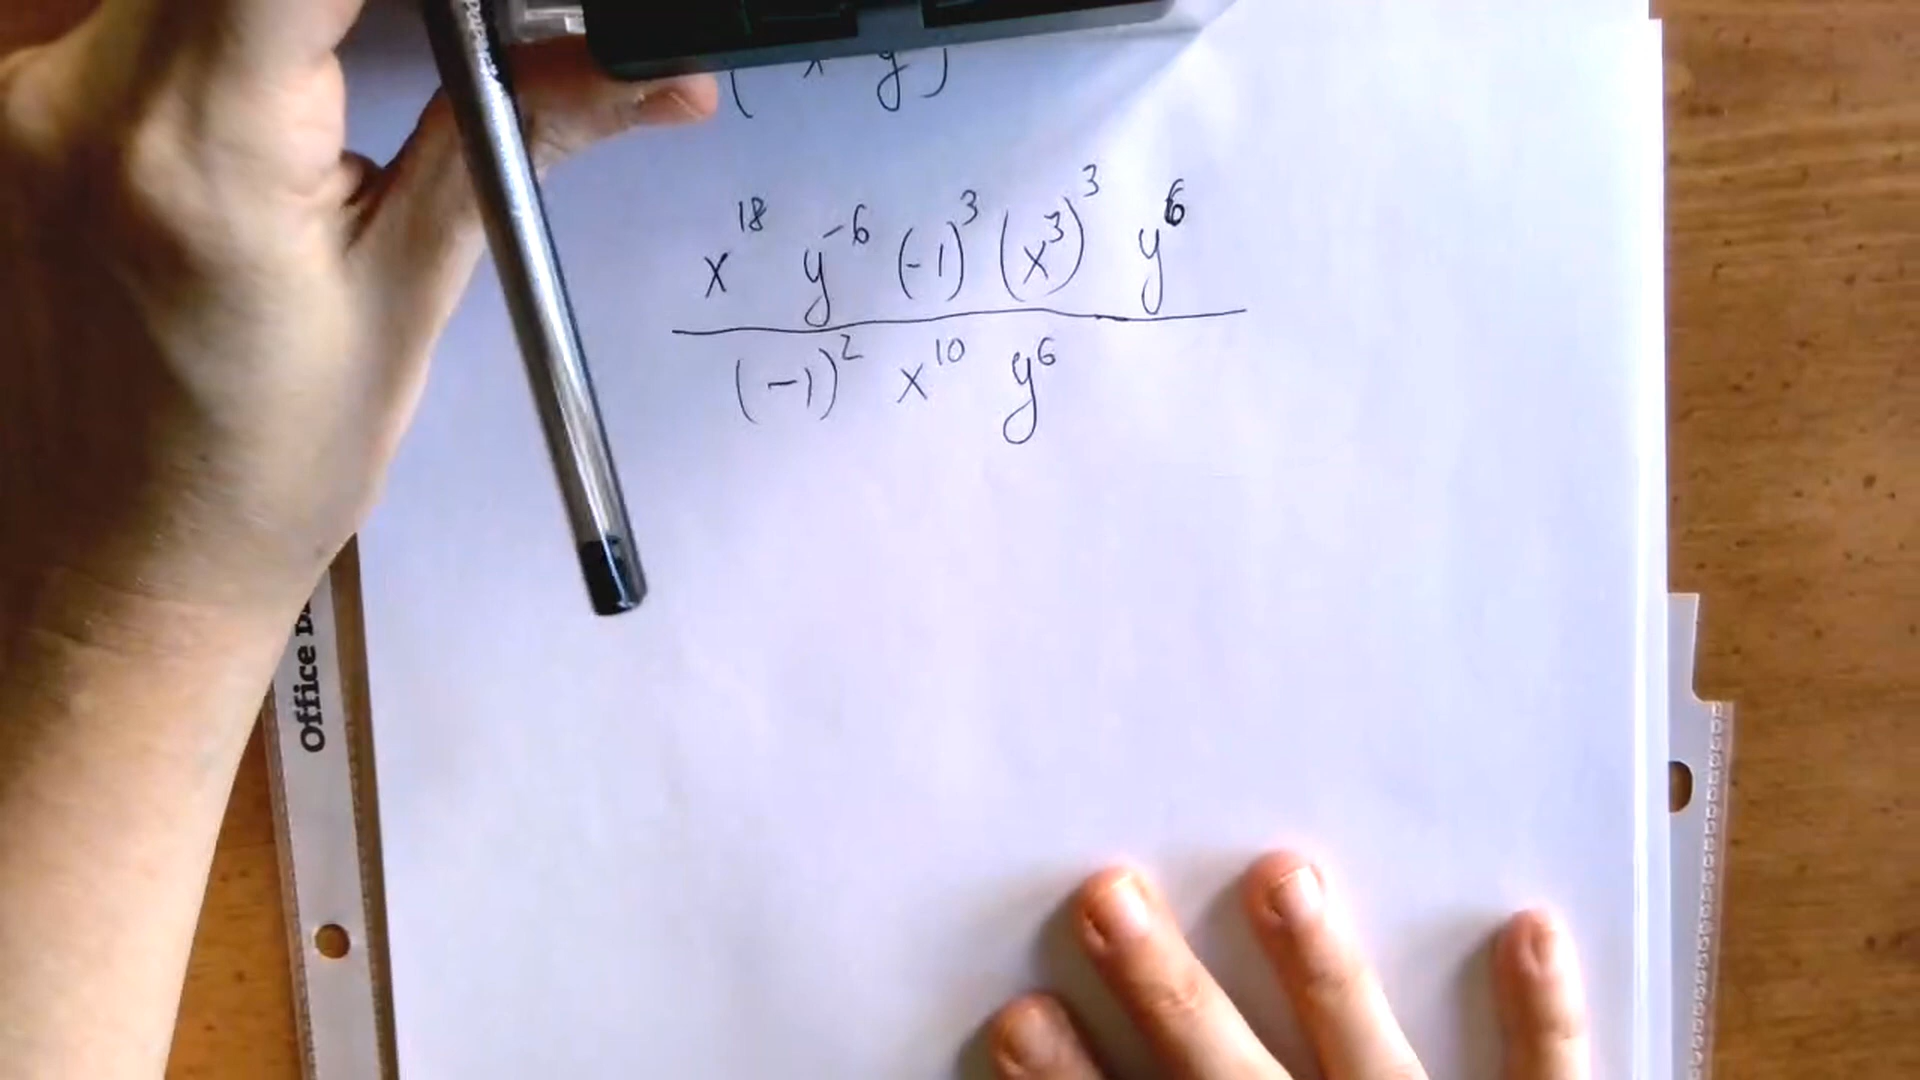 ( x y )
x^18 y^-6 (-1)^3 (x^3)^3 y^6
(-1)^2 x^10 y^6
Office